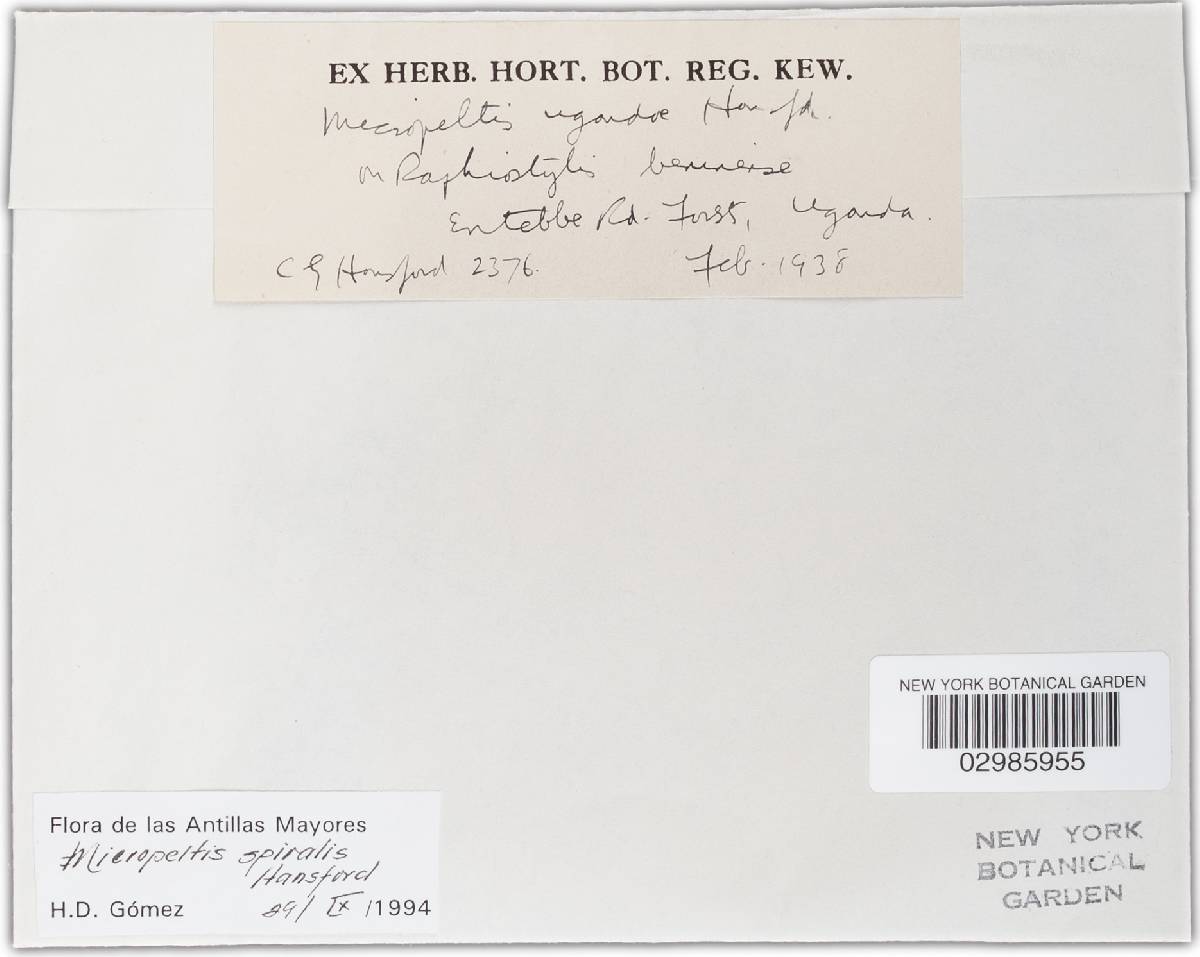 EX HERB. HORT. BOT. REG. KEW.
Micropeltis ugandae Hansfd.
on Raphiostylis beninense
Entebbe Rd. Forest, Uganda.
C G Hansford 2376. Feb. 1938
NEW YORK BOTANICAL GARDEN
02985955
Flora de las Antillas Mayores
Micropeltis spiralis
Hansford
H.D. Gómez 29/IX/1994
NEW YORK
BOTANICAL
GARDEN